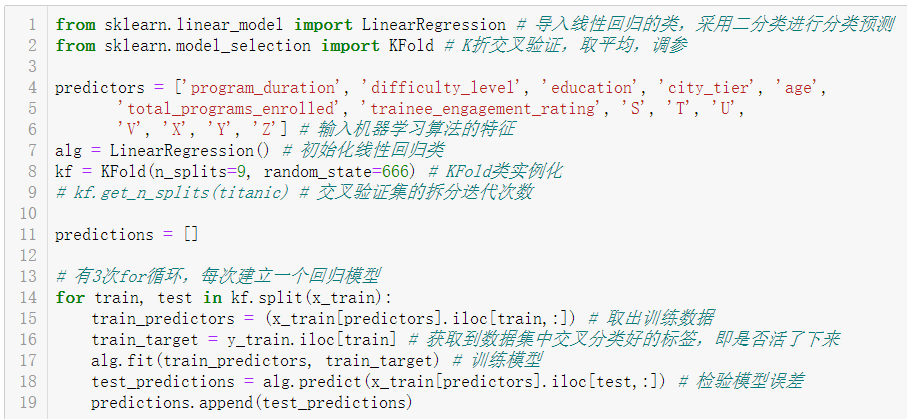 1 from sklearn.linear_model import LinearRegression # 导入线性回归的类，采用二分类进行分类预测
2 from sklearn.model_selection import KFold # K折交叉验证，取平均，调参
3
4 predictors = ['program_duration', 'difficulty_level', 'education', 'city_tier', 'age',
5 'total_programs_enrolled', 'trainee_engagement_rating', 'S', 'T', 'U',
6 'V', 'X', 'Y', 'Z'] # 输入机器学习算法的特征
7 alg = LinearRegression() # 初始化线性回归类
8 kf = KFold(n_splits=9, random_state=666) # KFold类实例化
9 # kf.get_n_splits(titanic) # 交叉验证集的拆分迭代次数
10
11 predictions = []
12
13 # 有3次for循环，每次建立一个回归模型
14 for train, test in kf.split(x_train):
15 train_predictors = (x_train[predictors].iloc[train,:]) # 取出训练数据
16 train_target = y_train.iloc[train] # 获取到数据集中交叉分类好的标签，即是否活了下来
17 alg.fit(train_predictors, train_target) # 训练模型
18 test_predictions = alg.predict(x_train[predictors].iloc[test,:]) # 检验模型误差
19 predictions.append(test_predictions)